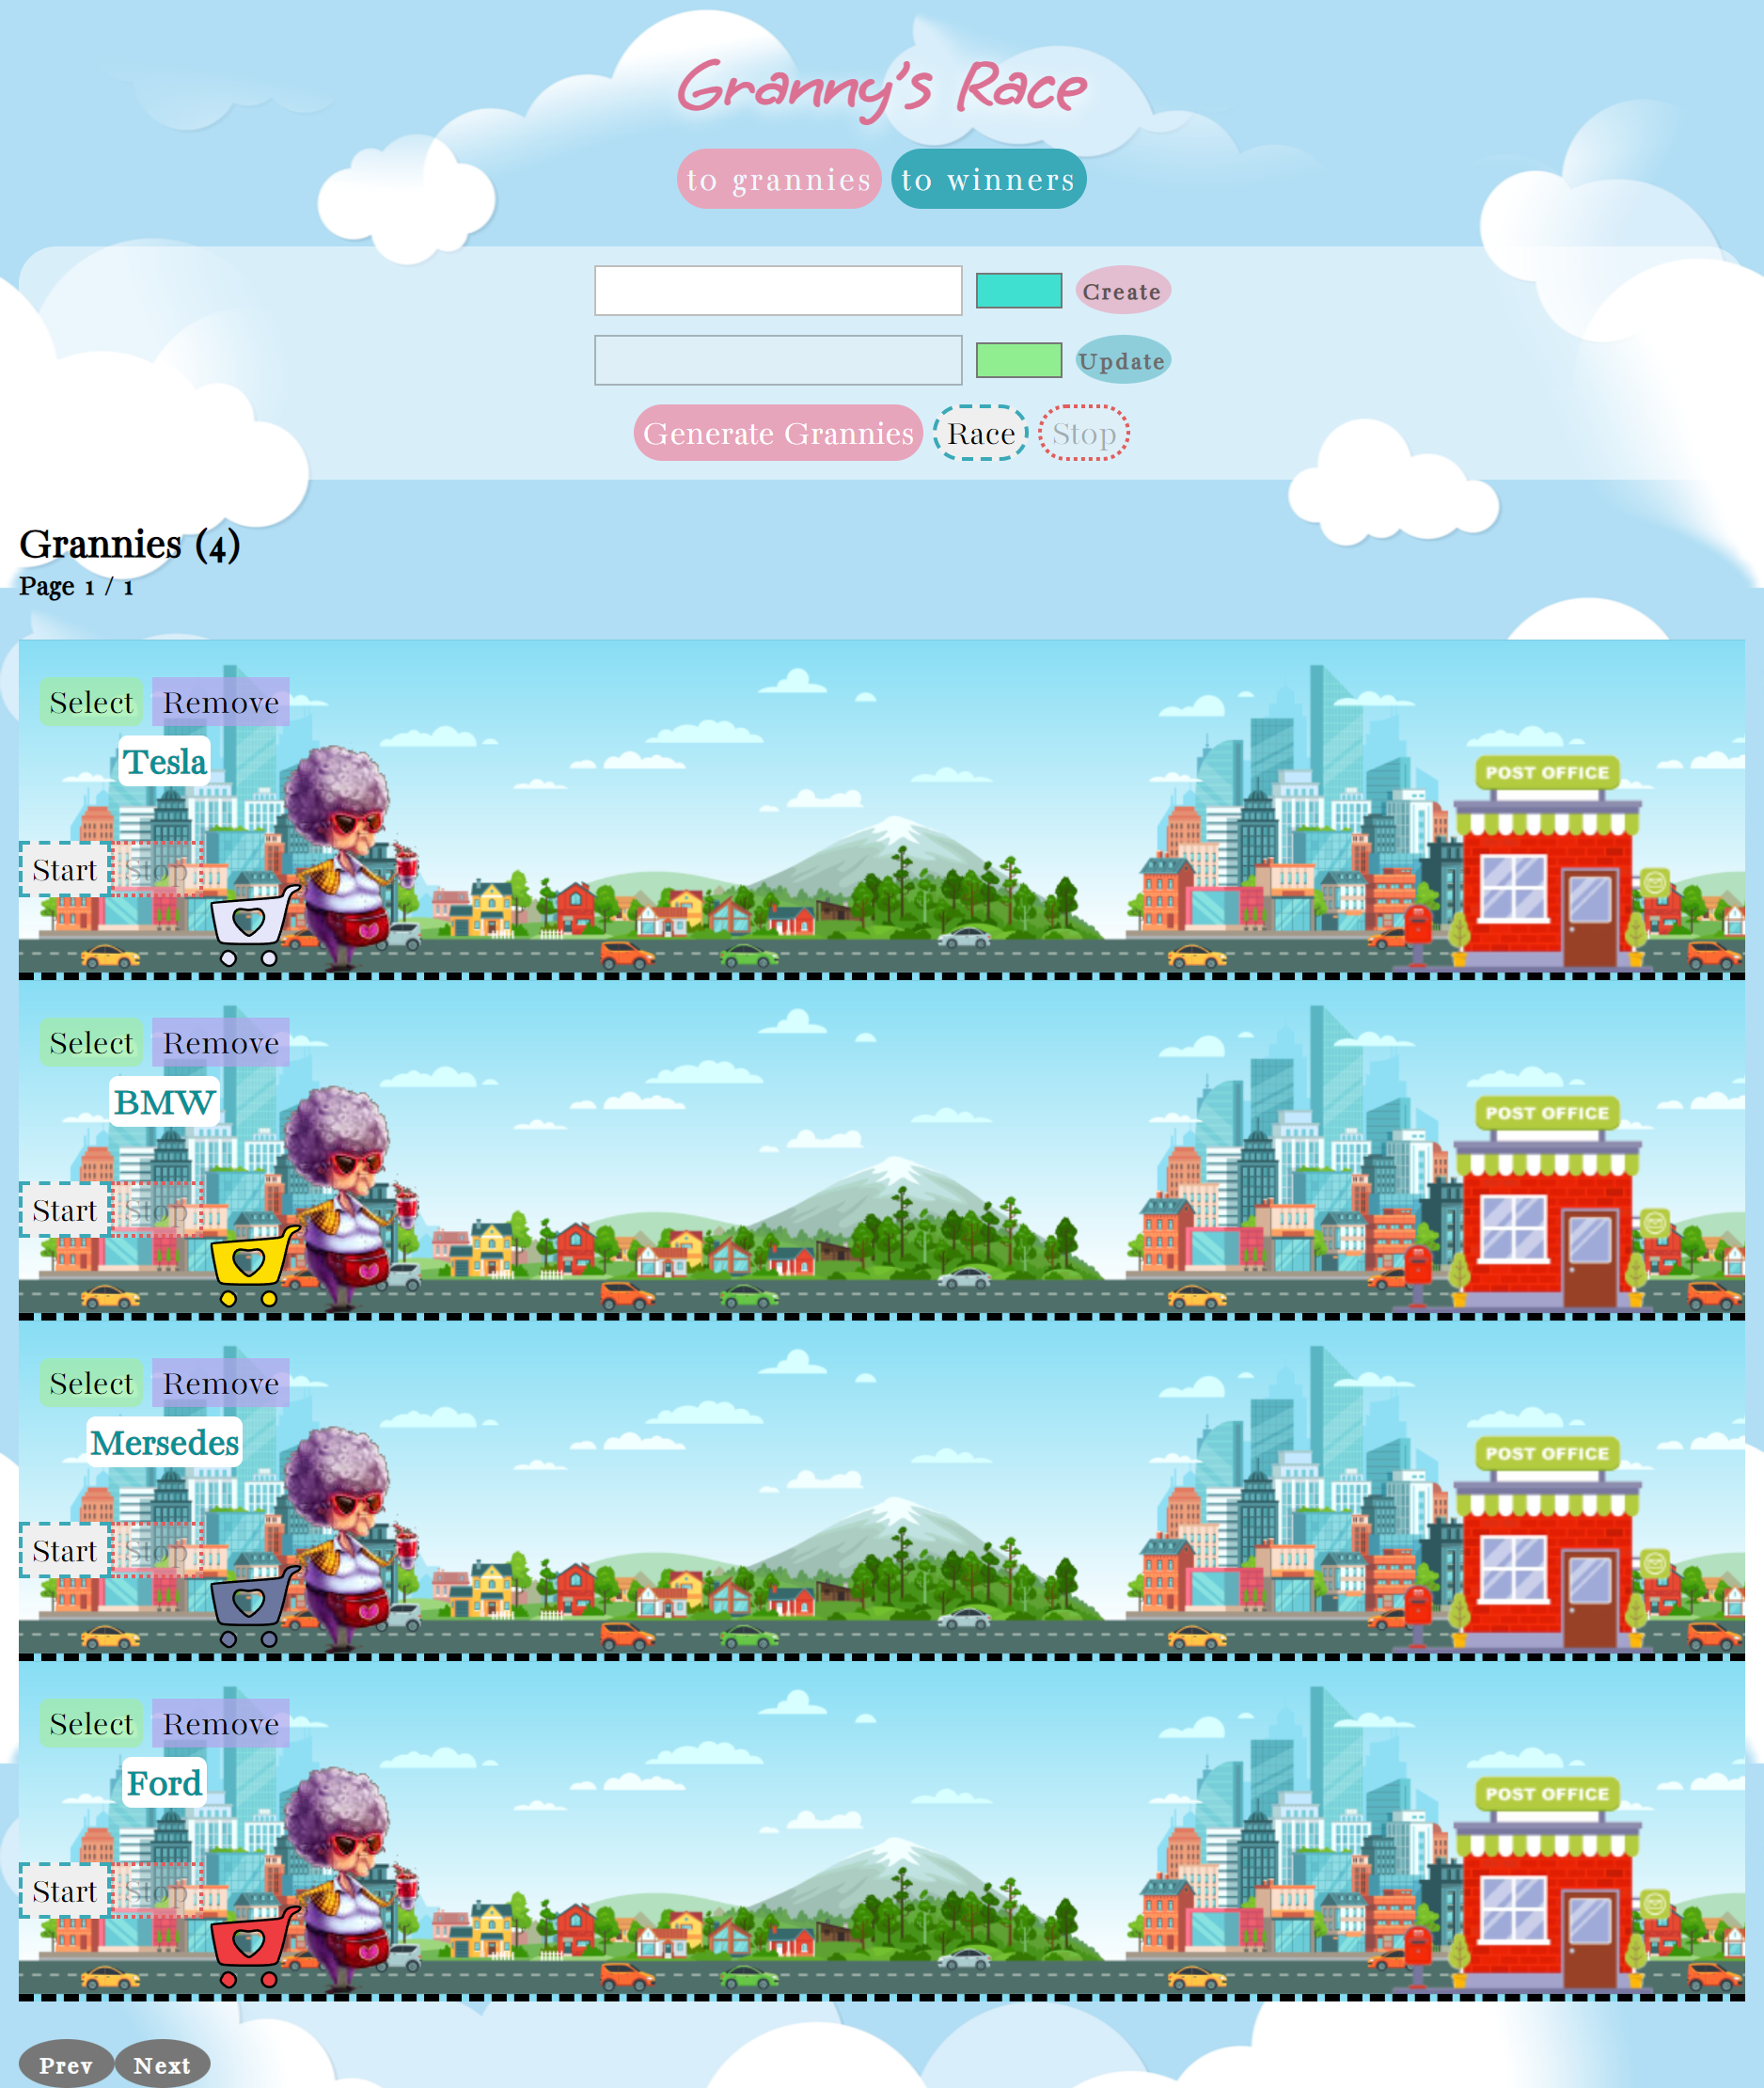 Granny's Race
to grannies to winners
Create
Update
Generate Grannies Race Stop
Grannies (4)
Page 1 / 1
Select Remove
Tesla
POST OFFICE
Start Stop
Select Remove
BMW
POST OFFICE
Start Stop
Select Remove
Mersedes
POST OFFICE
Start Stop
Select Remove
Ford
POST OFFICE
Start Stop
Prev Next